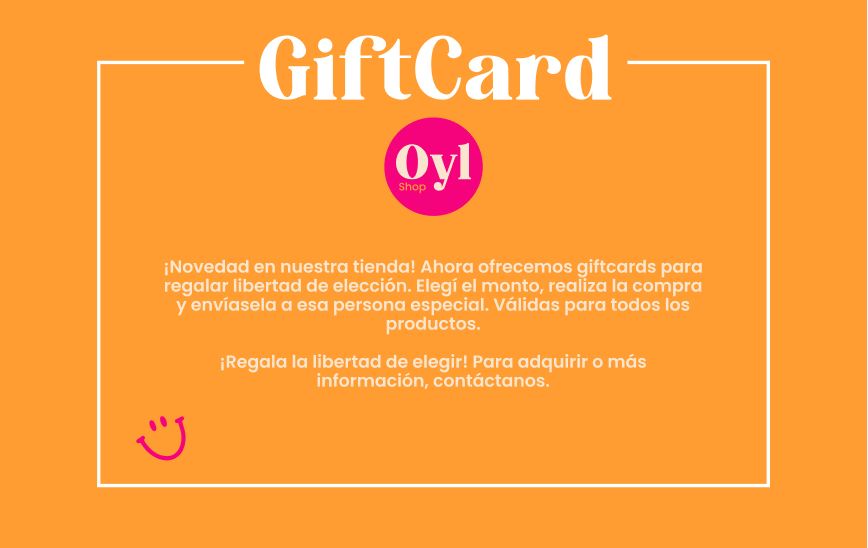 GiftCard
Oyl
Shop
¡Novedad en nuestra tienda! Ahora ofrecemos giftcards para
regalar libertad de elección. Elegí el monto, realiza la compra
y envíasela a esa persona especial. Válidas para todos los
productos.
¡Regala la libertad de elegir! Para adquirir o más
información, contáctanos.